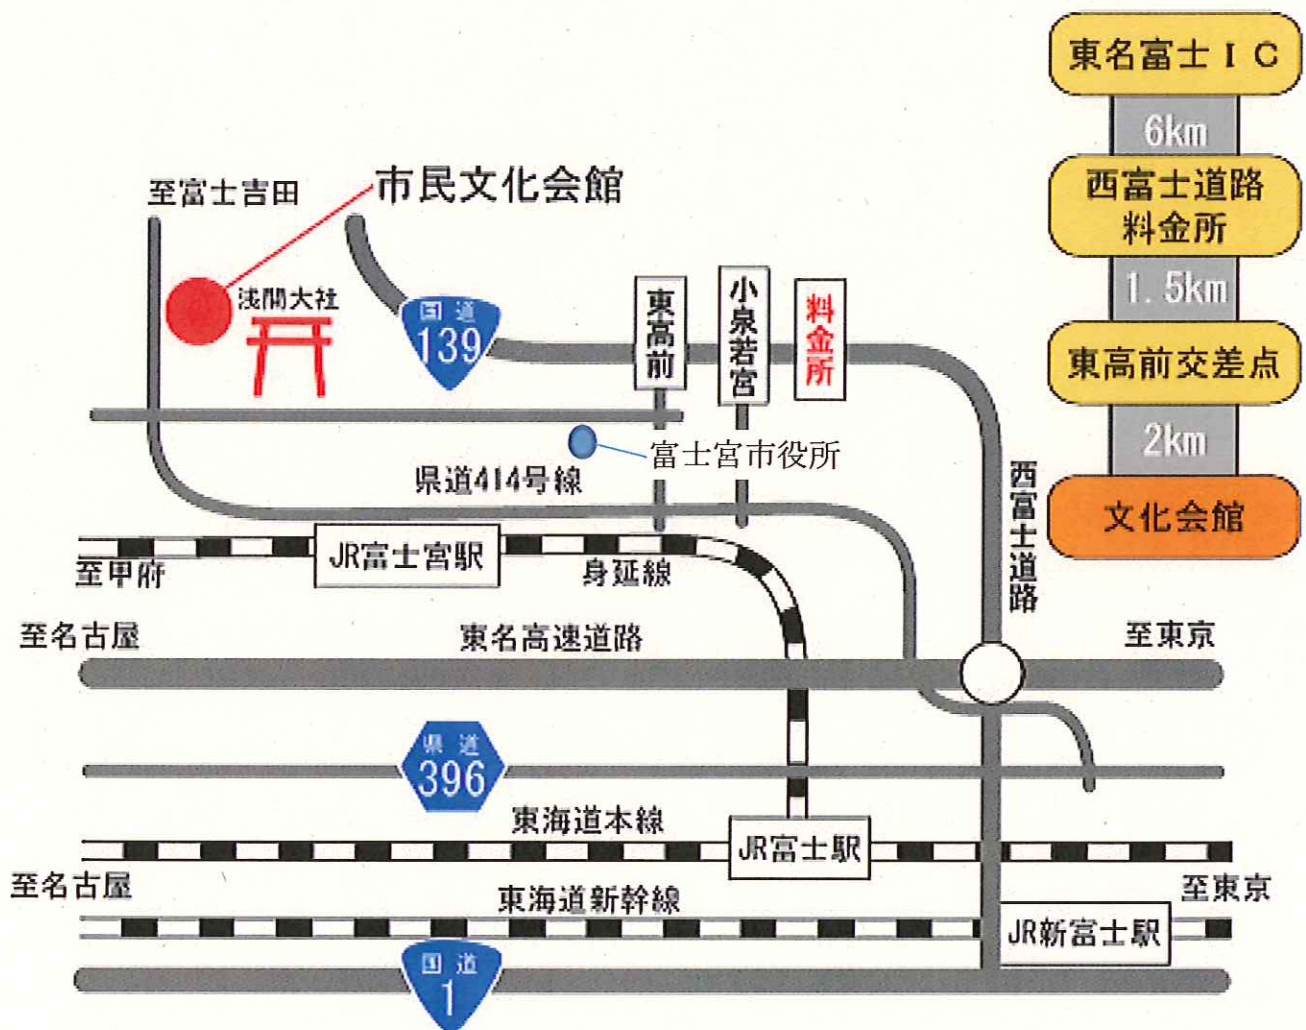 東名富士IC
6km
西富士道路
料金所
1.5km
東高前交差点
2km
文化会館
至富士吉田
市民文化会館
浅間大社
国道
139
東高前
小泉若宮
料金所
富士宮市役所
県道414号線
西富士道路
JR富士宮駅
至甲府
身延線
至名古屋
東名高速道路
至東京
県道
396
東海道本線
JR富士駅
至名古屋
至東京
東海道新幹線
JR新富士駅
国道
1